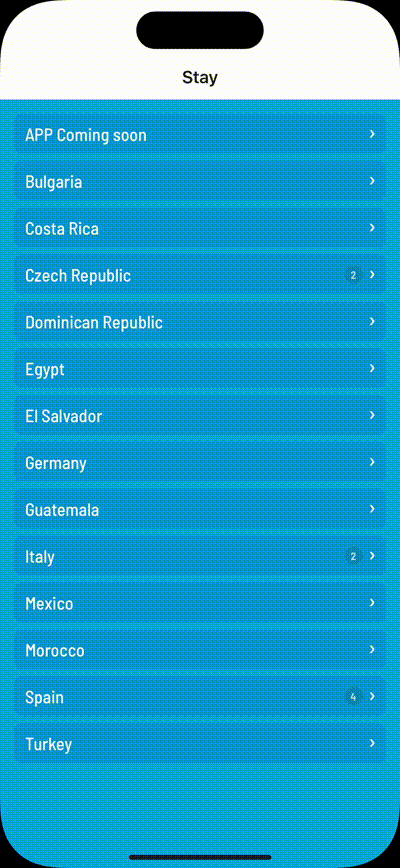 Stay
APP Coming soon
Bulgaria
Costa Rica
Czech Republic 2
Dominican Republic
Egypt
El Salvador
Germany
Guatemala
Italy 2
Mexico
Morocco
Spain 4
Turkey